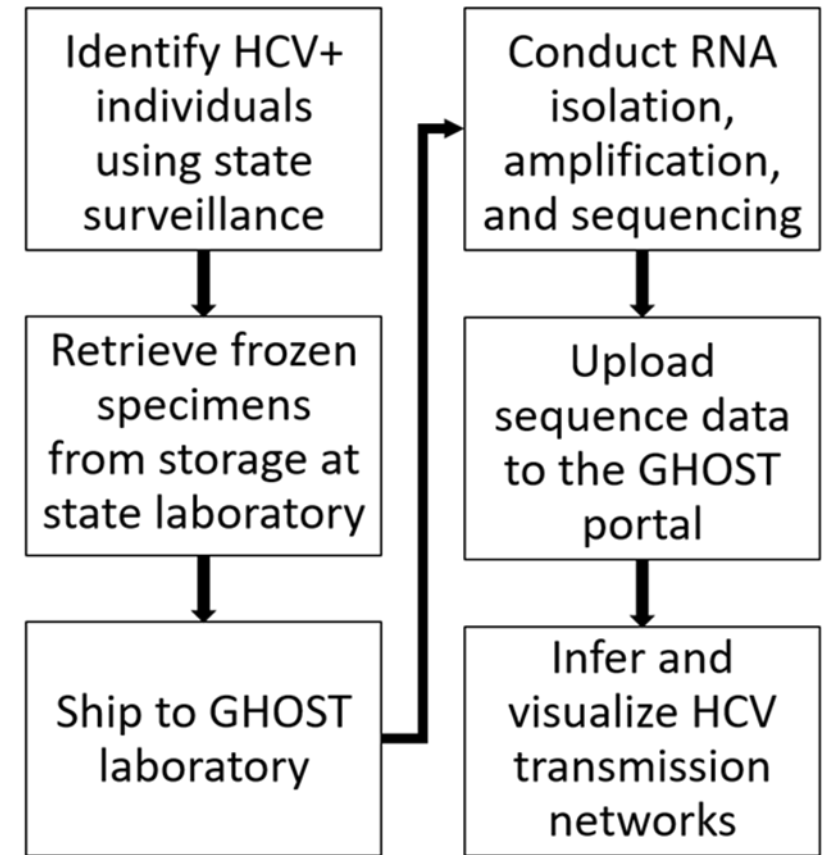 Identify HCV+
individuals
using state
surveillance
Retrieve frozen
specimens
from storage at
state laboratory
Ship to GHOST
laboratory
Conduct RNA
isolation,
amplification,
and sequencing
Upload
sequence data
to the GHOST
portal
Infer and
visualize HCV
transmission
networks